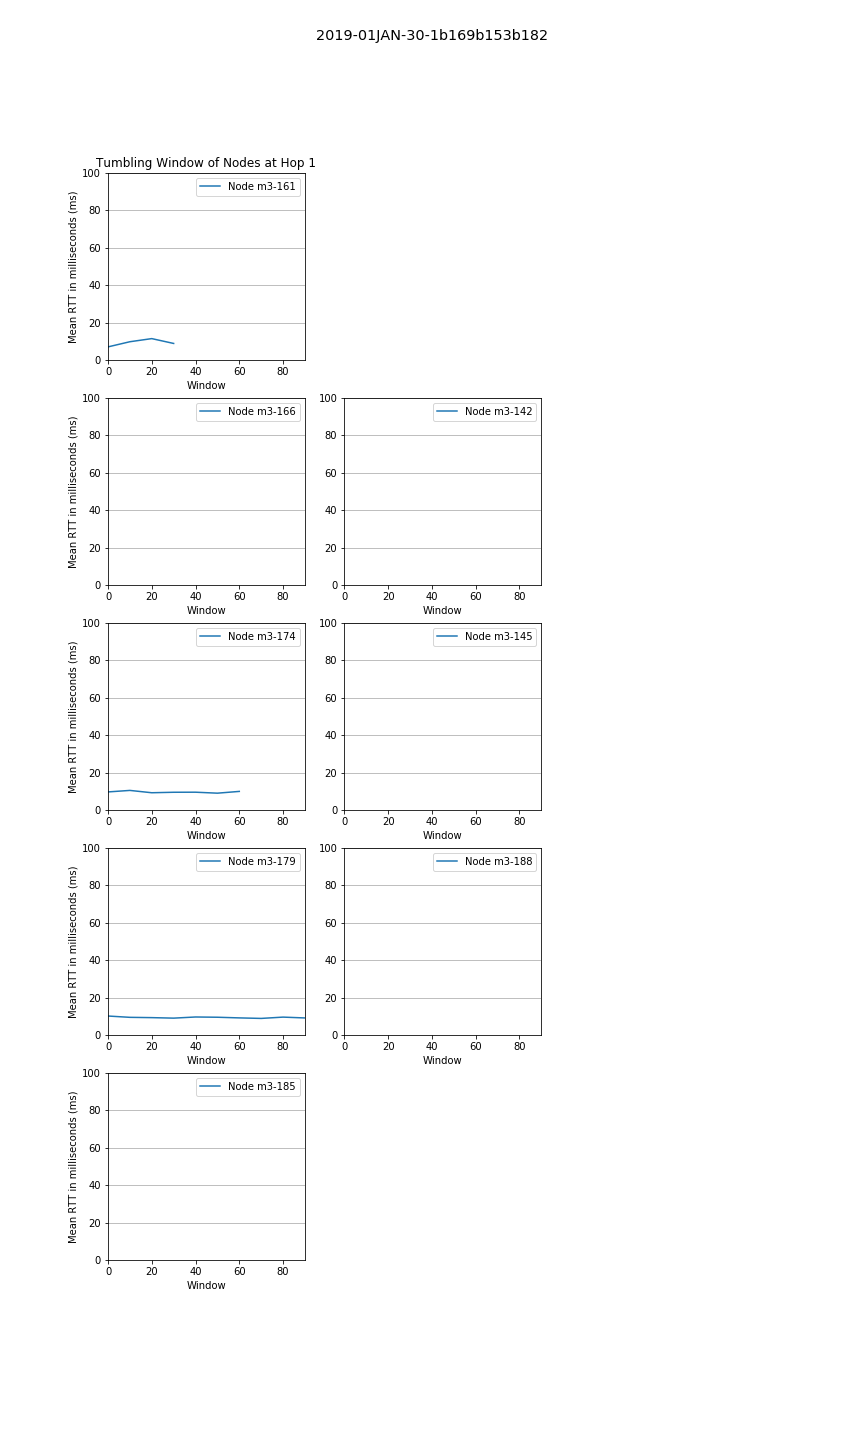 2019-01JAN-30-1b169b153b182
Tumbling Window of Nodes at Hop 1
Mean RTT in milliseconds (ms)
100
80
60
40
20
0
Node m3-161
0 20 40 60 80
Window
Mean RTT in milliseconds (ms)
100
80
60
40
20
0
Node m3-166
0 20 40 60 80
Window
100
80
60
40
20
0
Node m3-142
0 20 40 60 80
Window
Mean RTT in milliseconds (ms)
100
80
60
40
20
0
Node m3-174
0 20 40 60 80
Window
100
80
60
40
20
0
Node m3-145
0 20 40 60 80
Window
Mean RTT in milliseconds (ms)
100
80
60
40
20
0
Node m3-179
0 20 40 60 80
Window
100
80
60
40
20
0
Node m3-188
0 20 40 60 80
Window
Mean RTT in milliseconds (ms)
100
80
60
40
20
0
Node m3-185
0 20 40 60 80
Window